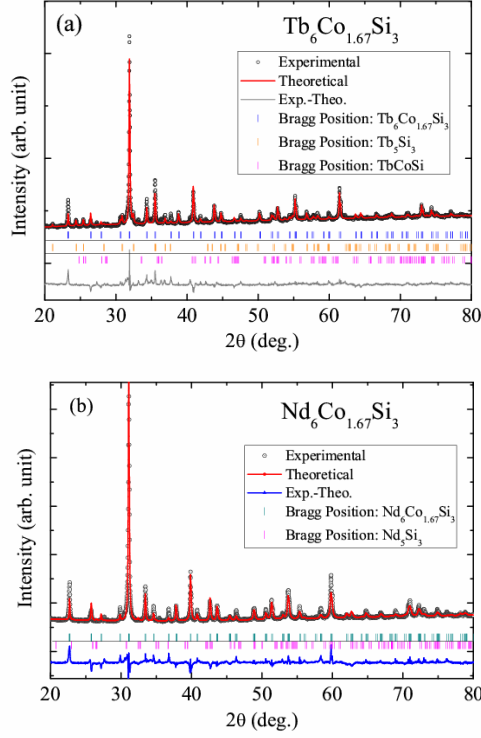 (a)
Tb₆Co₁.₆₇Si₃
Experimental
Theoretical
Exp.-Theo.
Bragg Position: Tb₆Co₁.₆₇Si₃
Bragg Position: Tb₅Si₃
Bragg Position: TbCoSi
Intensity (arb. unit)
20 30 40 50 60 70 80
2θ (deg.)
(b)
Nd₆Co₁.₆₇Si₃
Experimental
Theoretical
Exp.-Theo.
Bragg Position: Nd₆Co₁.₆₇Si₃
Bragg Position: Nd₅Si₃
Intensity (arb. unit)
20 30 40 50 60 70 80
2θ (deg.)